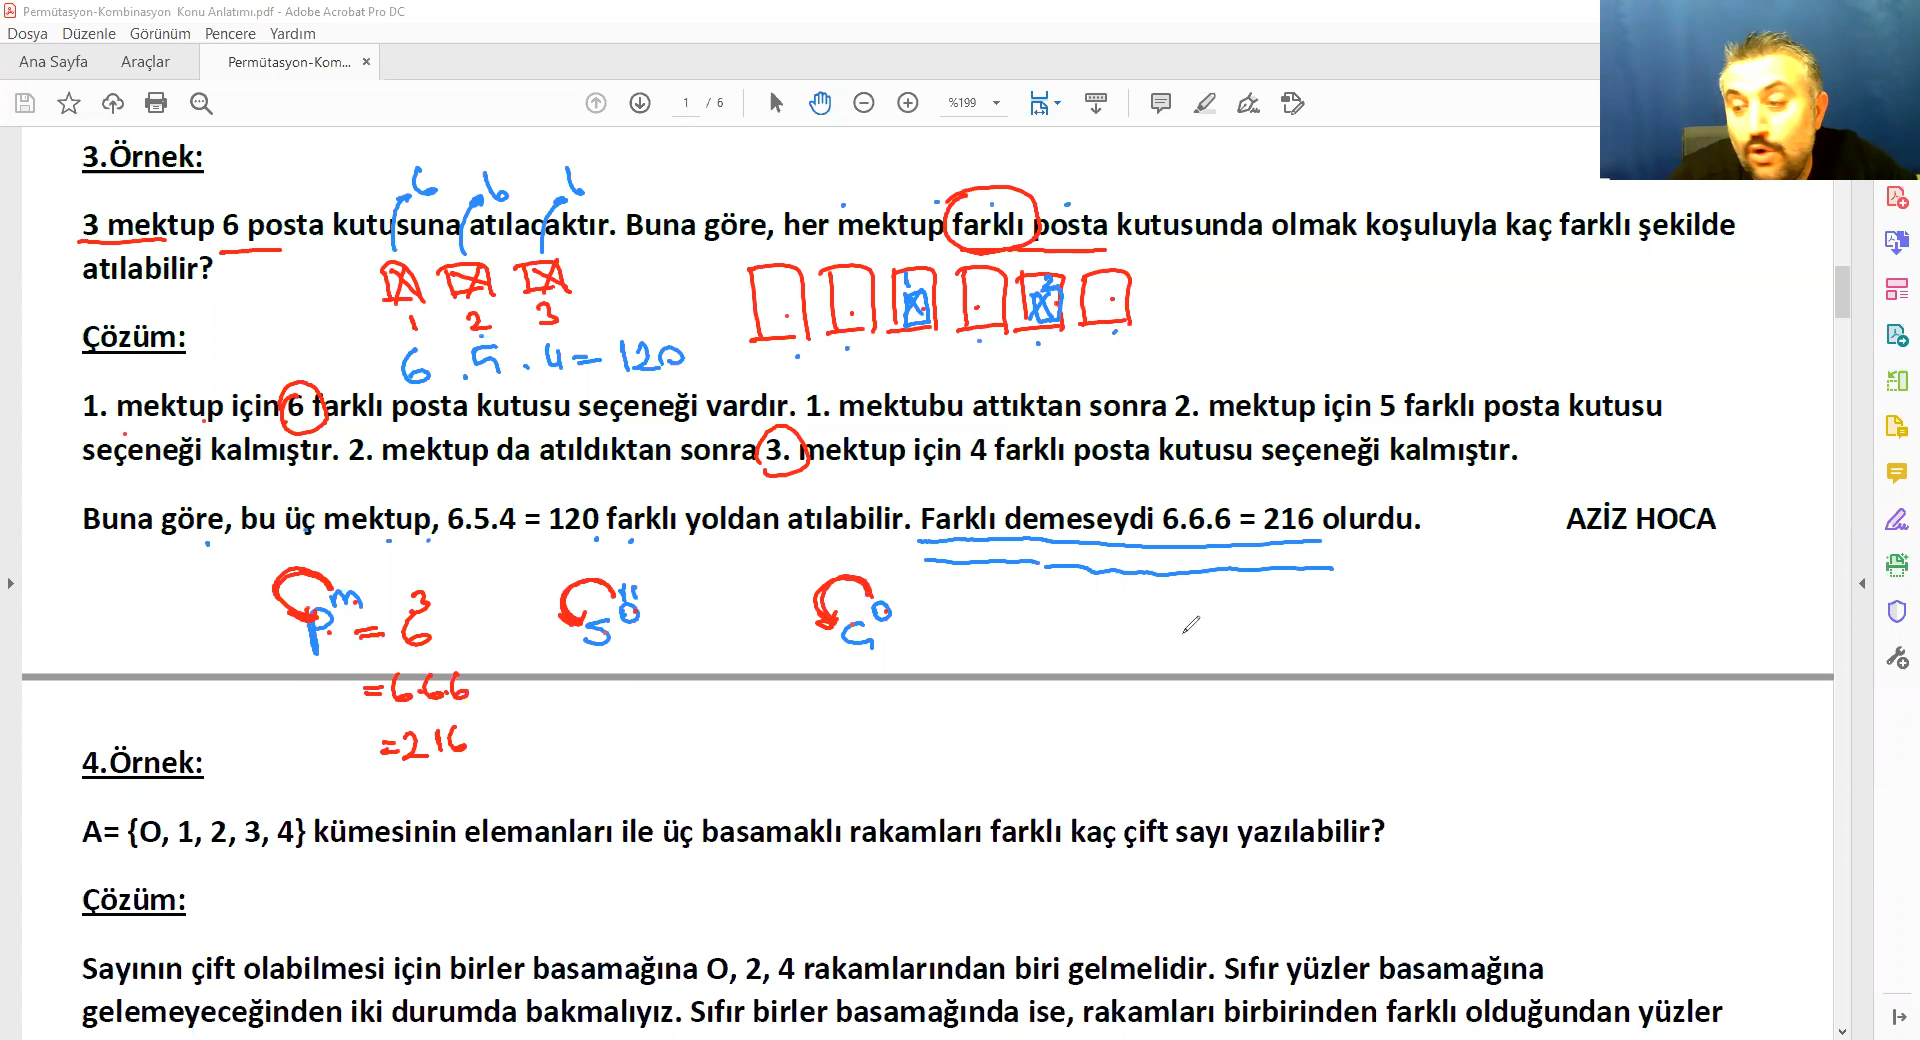 Permütasyon-Kombinasyon Konu Anlatımı.pdf - Adobe Acrobat Pro DC
Dosya Düzenle Görünüm Pencere Yardım
Ana Sayfa Araçlar Permütasyon-Kom... ×
1 / 6 %199
3.Örnek:
6 6 6
3 mektup 6 posta kutusuna atılacaktır. Buna göre, her mektup farklı posta kutusunda olmak koşuluyla kaç farklı şekilde
atılabilir?
1 2 3
1 2
Çözüm:
6 . 5 . 4 = 120
1. mektup için 6 farklı posta kutusu seçeneği vardır. 1. mektubu attıktan sonra 2. mektup için 5 farklı posta kutusu
seçeneği kalmıştır. 2. mektup da atıldıktan sonra 3. mektup için 4 farklı posta kutusu seçeneği kalmıştır.
Buna göre, bu üç mektup, 6.5.4 = 120 farklı yoldan atılabilir. Farklı demeseydi 6.6.6 = 216 olurdu.
AZİZ HOCA
P^m = 6^3 S^Ö G^O
= 6.6.6
= 216
4.Örnek:
A= {O, 1, 2, 3, 4} kümesinin elemanları ile üç basamaklı rakamları farklı kaç çift sayı yazılabilir?
Çözüm:
Sayının çift olabilmesi için birler basamağına O, 2, 4 rakamlarından biri gelmelidir. Sıfır yüzler basamağına
gelemeyeceğinden iki durumda bakmalıyız. Sıfır birler basamağında ise, rakamları birbirinden farklı olduğundan yüzler